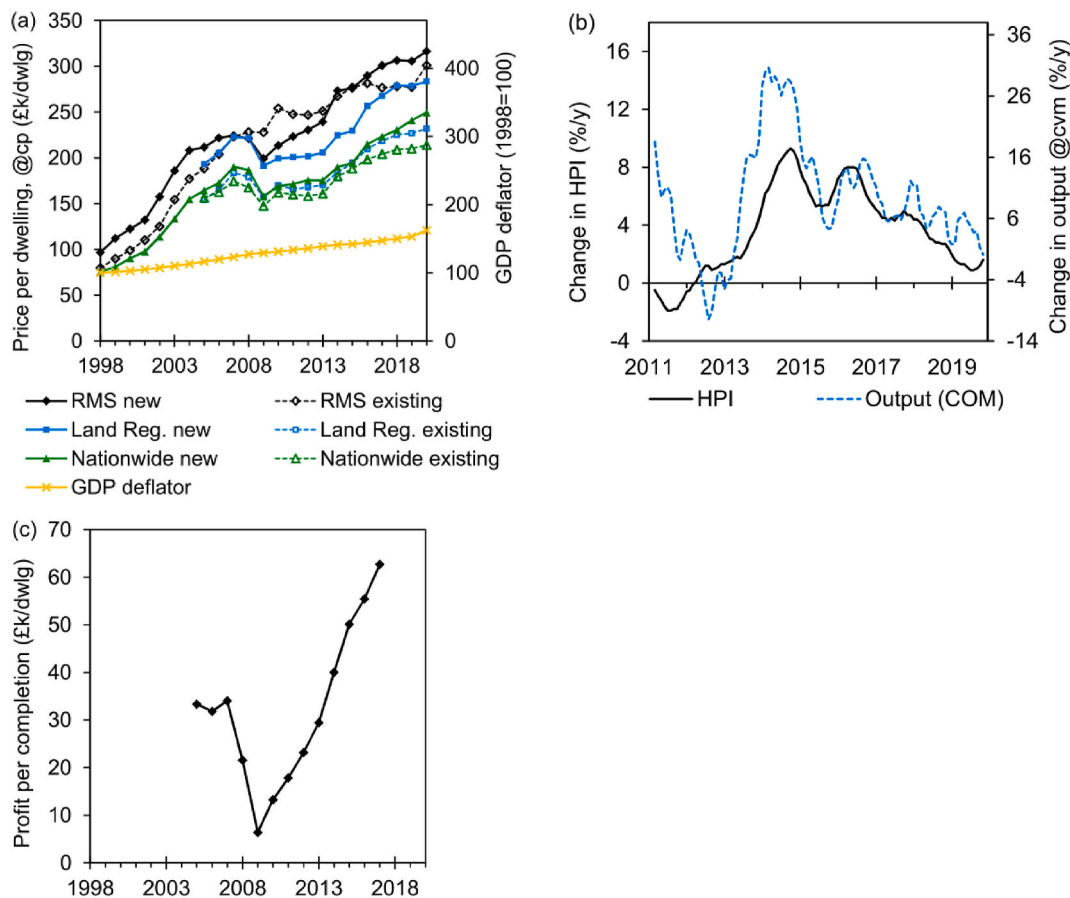 (a)
Price per dwelling, @cp (£k/dwlg)
350
300
250
200
150
100
50
0
400
300
200
100
0
GDP deflator (1998=100)
1998 2003 2008 2013 2018
RMS new RMS existing
Land Reg. new Land Reg. existing
Nationwide new Nationwide existing
GDP deflator
(b)
Change in HPI (%/y)
16
12
8
4
0
-4
36
26
16
6
-4
-14
Change in output @cvm (%/y)
2011 2013 2015 2017 2019
HPI Output (COM)
(c)
Profit per completion (£k/dwlg)
70
60
50
40
30
20
10
0
1998 2003 2008 2013 2018